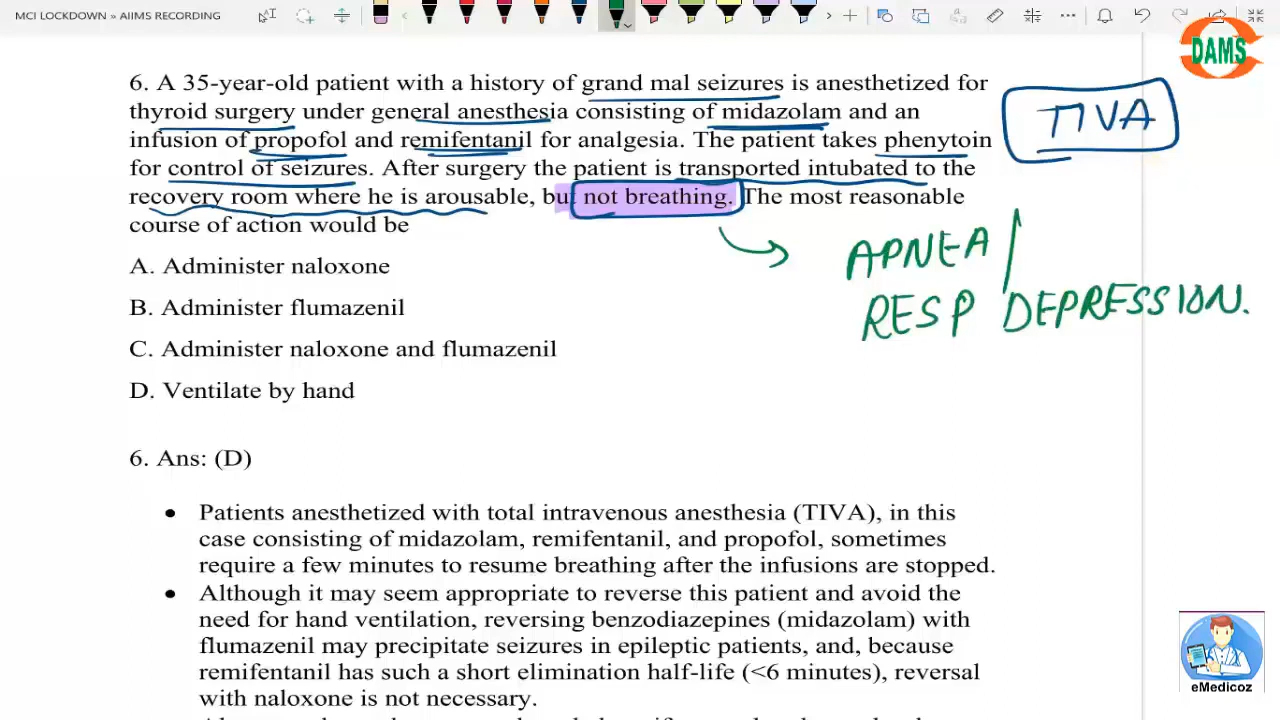 MCI LOCKDOWN » AIIMS RECORDING
DAMS
6. A 35-year-old patient with a history of grand mal seizures is anesthetized for
thyroid surgery under general anesthesia consisting of midazolam and an
infusion of propofol and remifentanil for analgesia. The patient takes phenytoin
for control of seizures. After surgery the patient is transported intubated to the
recovery room where he is arousable, but not breathing. The most reasonable
course of action would be
TIVA
A. Administer naloxone
B. Administer flumazenil
C. Administer naloxone and flumazenil
D. Ventilate by hand
APNEA /
RESP DEPRESSION.
6. Ans: (D)
• Patients anesthetized with total intravenous anesthesia (TIVA), in this
case consisting of midazolam, remifentanil, and propofol, sometimes
require a few minutes to resume breathing after the infusions are stopped.
• Although it may seem appropriate to reverse this patient and avoid the
need for hand ventilation, reversing benzodiazepines (midazolam) with
flumazenil may precipitate seizures in epileptic patients, and, because
remifentanil has such a short elimination half-life (<6 minutes), reversal
with naloxone is not necessary.
eMedicoz